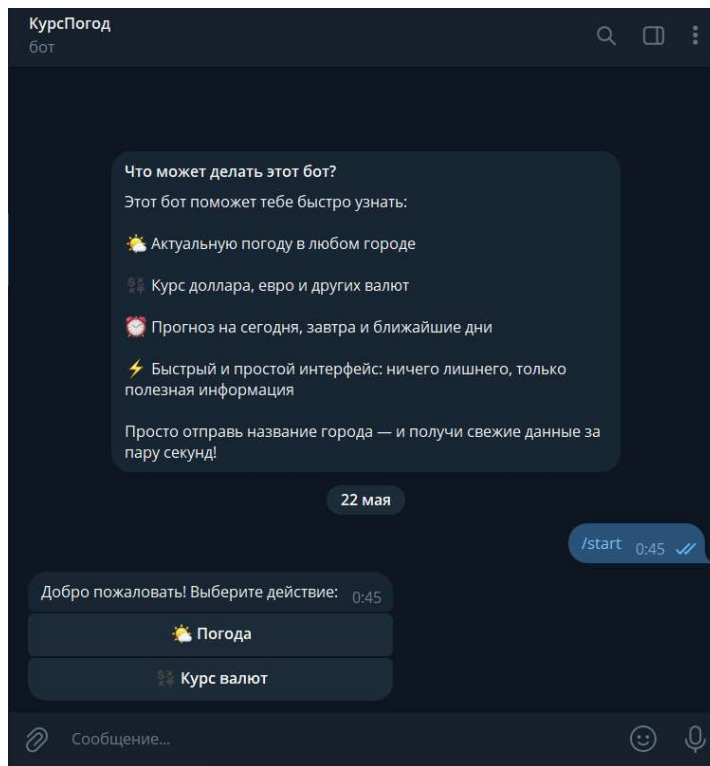 КурсПогод
бот
Что может делать этот бот?
Этот бот поможет тебе быстро узнать:
🌤 Актуальную погоду в любом городе
💱 Курс доллара, евро и других валют
⏰ Прогноз на сегодня, завтра и ближайшие дни
⚡ Быстрый и простой интерфейс: ничего лишнего, только
полезная информация
Просто отправь название города — и получи свежие данные за
пару секунд!
22 мая
/start 0:45
Добро пожаловать! Выберите действие: 0:45
🌤 Погода
💱 Курс валют
Сообщение...